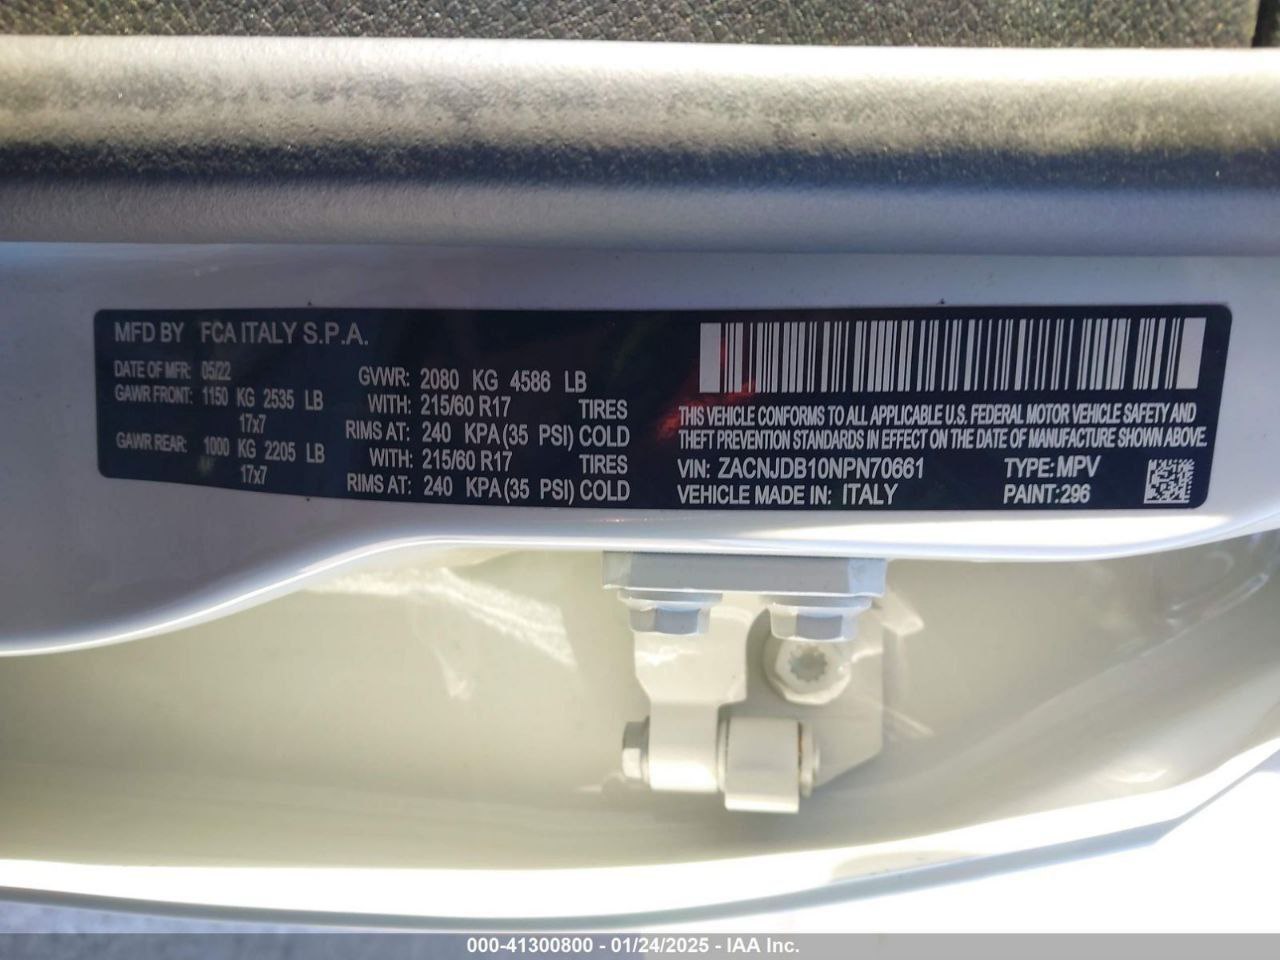 MFD BY FCA ITALY S.P.A.
DATE OF MFR: 05/22 GVWR: 2080 KG 4586 LB
GAWR FRONT: 1150 KG 2535 LB WITH: 215/60 R17 TIRES
17x7 RIMS AT: 240 KPA(35 PSI) COLD
GAWR REAR: 1000 KG 2205 LB WITH: 215/60 R17 TIRES
17x7 RIMS AT: 240 KPA(35 PSI) COLD
THIS VEHICLE CONFORMS TO ALL APPLICABLE U.S. FEDERAL MOTOR VEHICLE SAFETY AND
THEFT PREVENTION STANDARDS IN EFFECT ON THE DATE OF MANUFACTURE SHOWN ABOVE.
VIN: ZACNJDB10NPN70661 TYPE: MPV
VEHICLE MADE IN: ITALY PAINT: 296
000-41300800 - 01/24/2025 - IAA Inc.